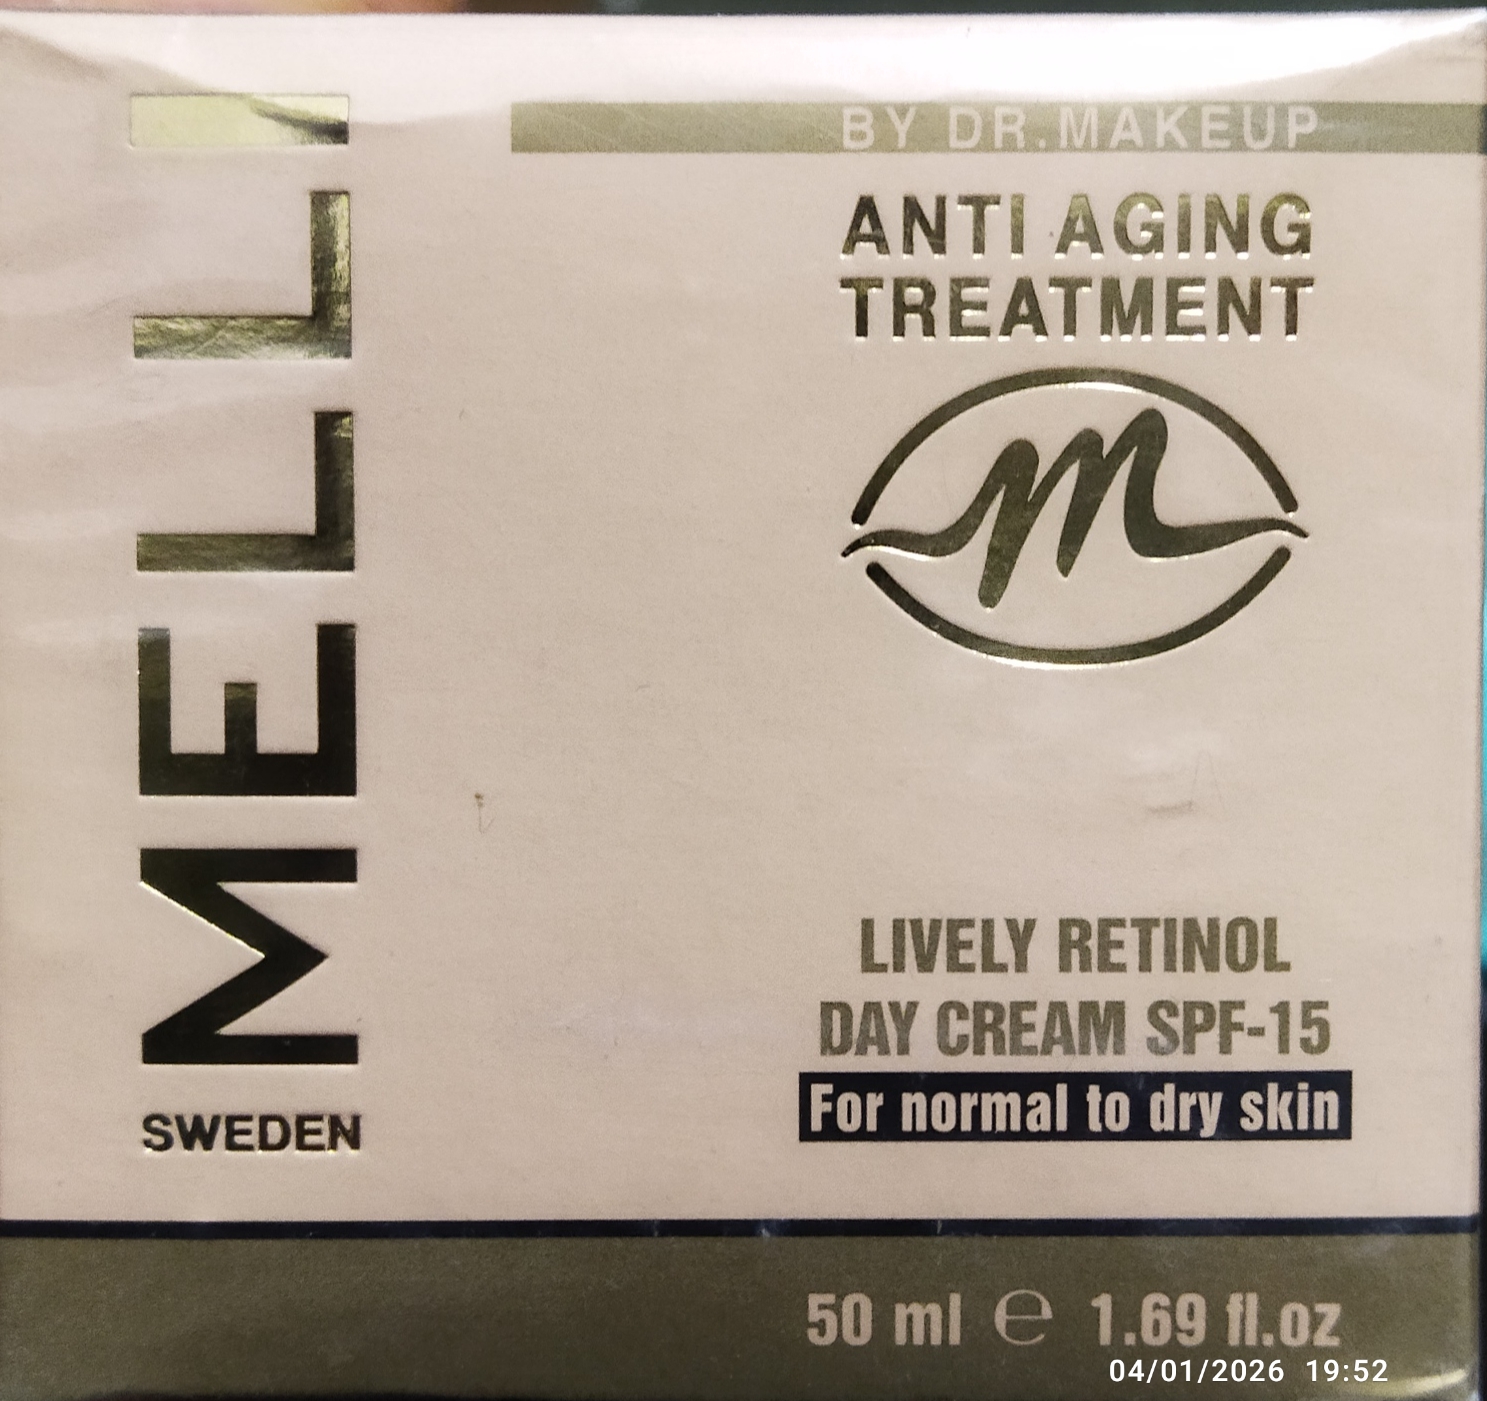 MELLI
SWEDEN
BY DR.MAKEUP
ANTI AGING
TREATMENT
m
LIVELY RETINOL
DAY CREAM SPF-15
For normal to dry skin
50 ml e 1.69 fl.oz
04/01/2026 19:52